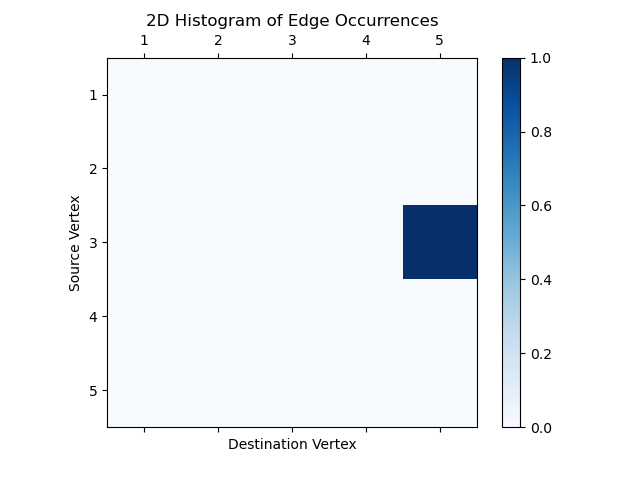 2D Histogram of Edge Occurrences
1 2 3 4 5
Source Vertex
1
2
3
4
5
Destination Vertex
1.0
0.8
0.6
0.4
0.2
0.0